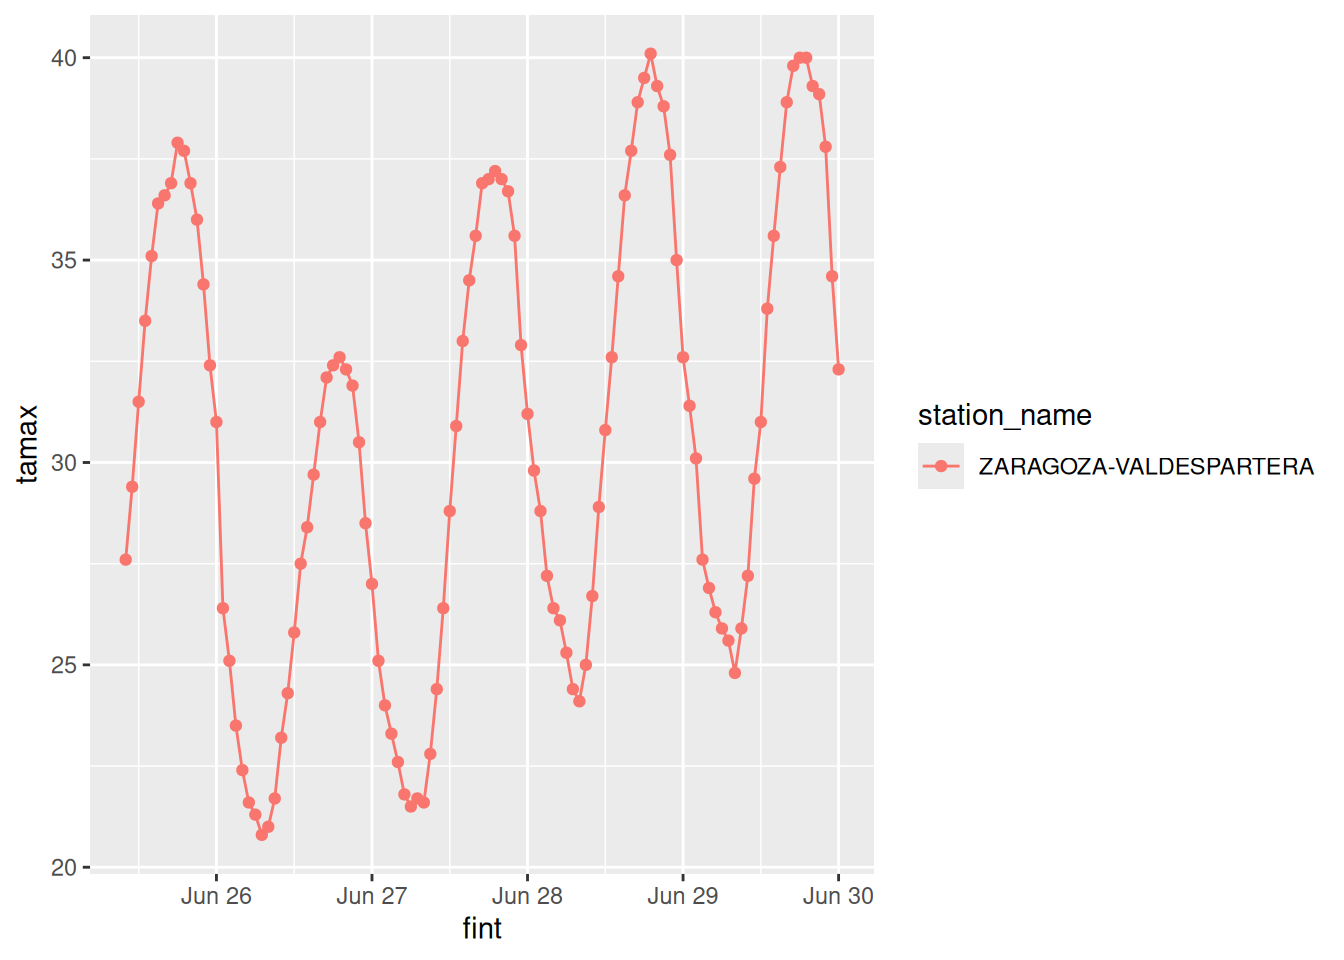 40
35
30
25
20
tamax
Jun 26
Jun 27
Jun 28
Jun 29
Jun 30
fint
station_name
ZARAGOZA-VALDESPARTERA